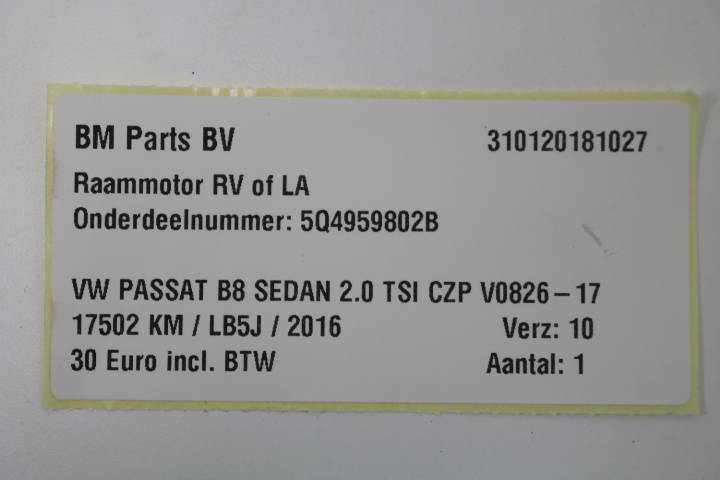 BM Parts BV 310120181027
Raammotor RV of LA
Onderdeelnummer: 5Q4959802B
VW PASSAT B8 SEDAN 2.0 TSI CZP V0826-17
17502 KM / LB5J / 2016 Verz: 10
30 Euro incl. BTW Aantal: 1